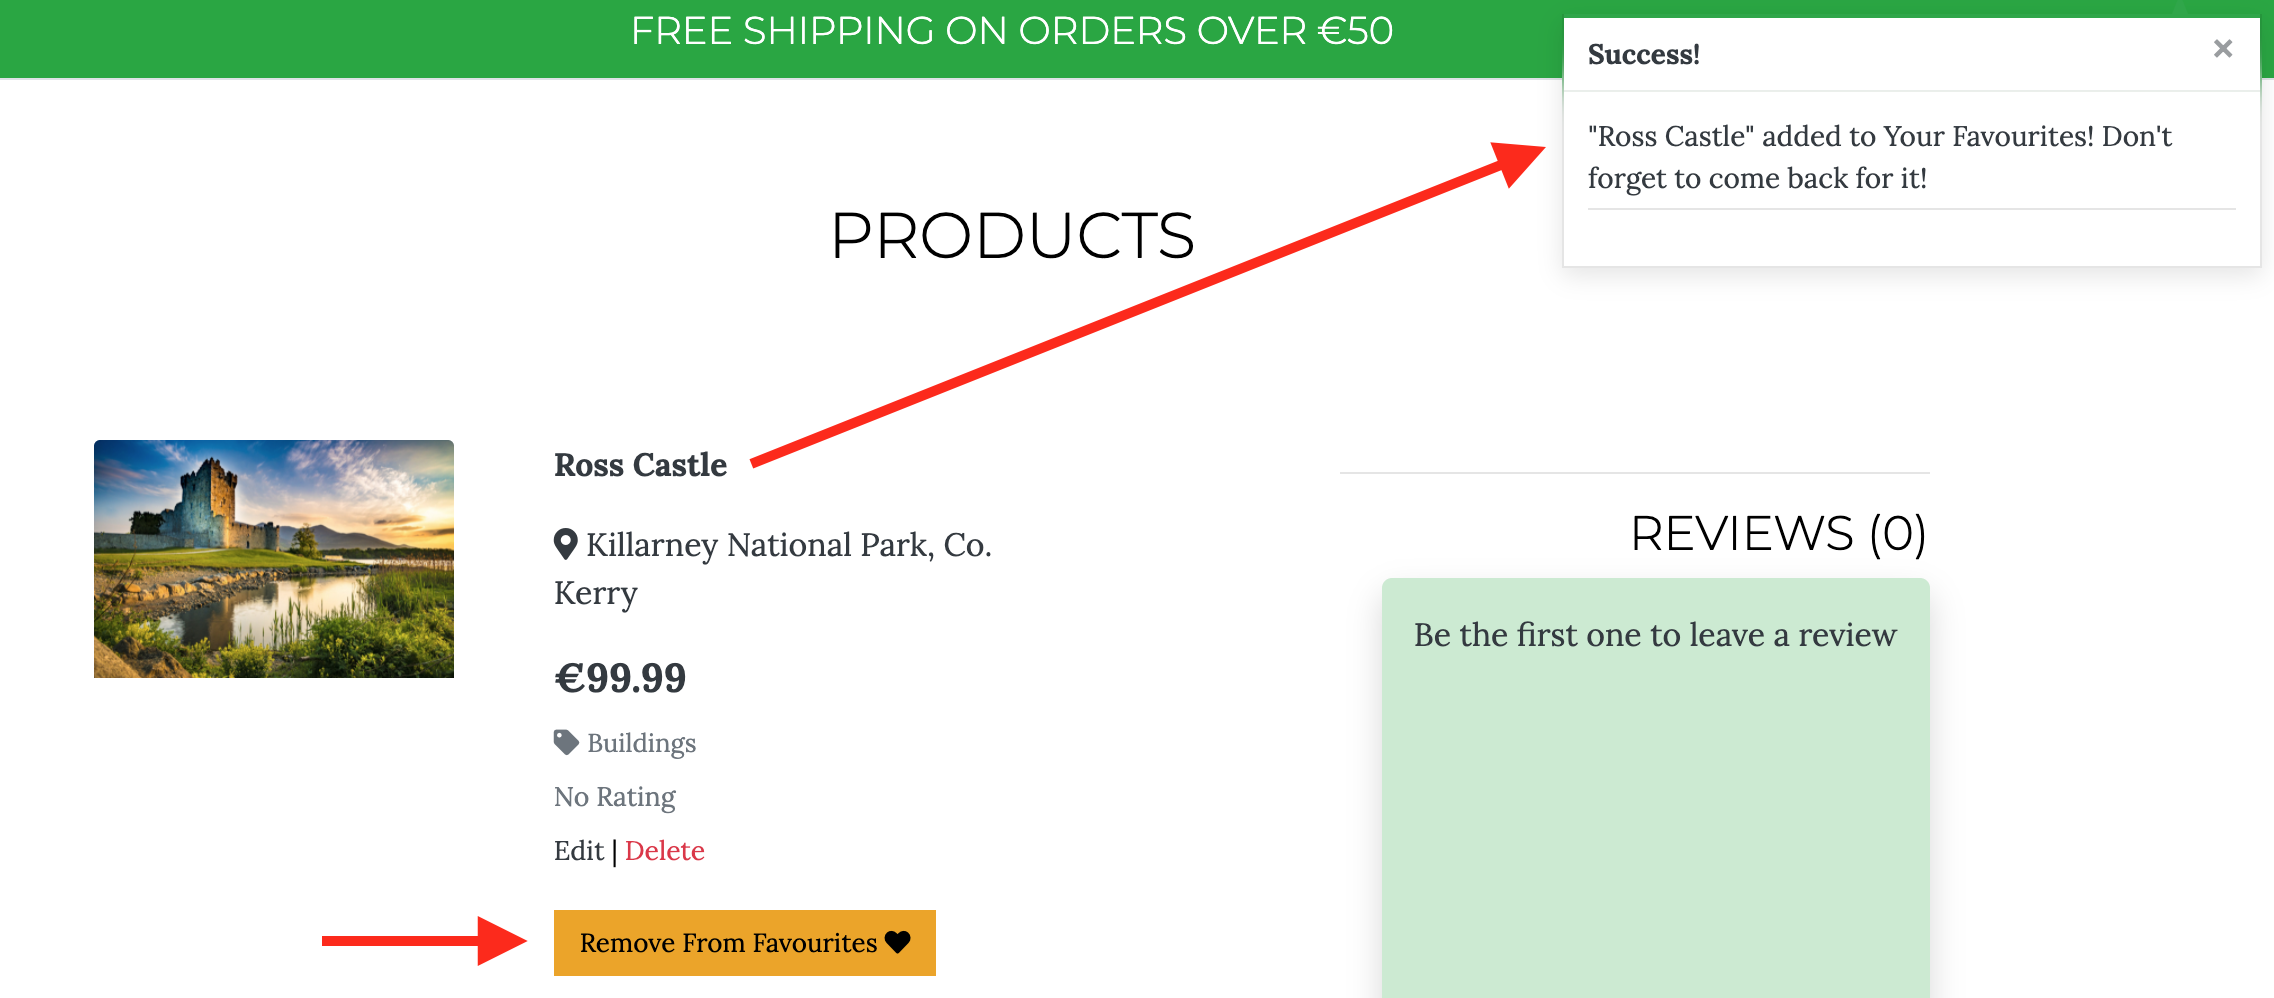 FREE SHIPPING ON ORDERS OVER €50
Success!
×
"Ross Castle" added to Your Favourites! Don't
forget to come back for it!
PRODUCTS
Ross Castle
Killarney National Park, Co.
Kerry
€99.99
Buildings
No Rating
Edit | Delete
Remove From Favourites
REVIEWS (0)
Be the first one to leave a review